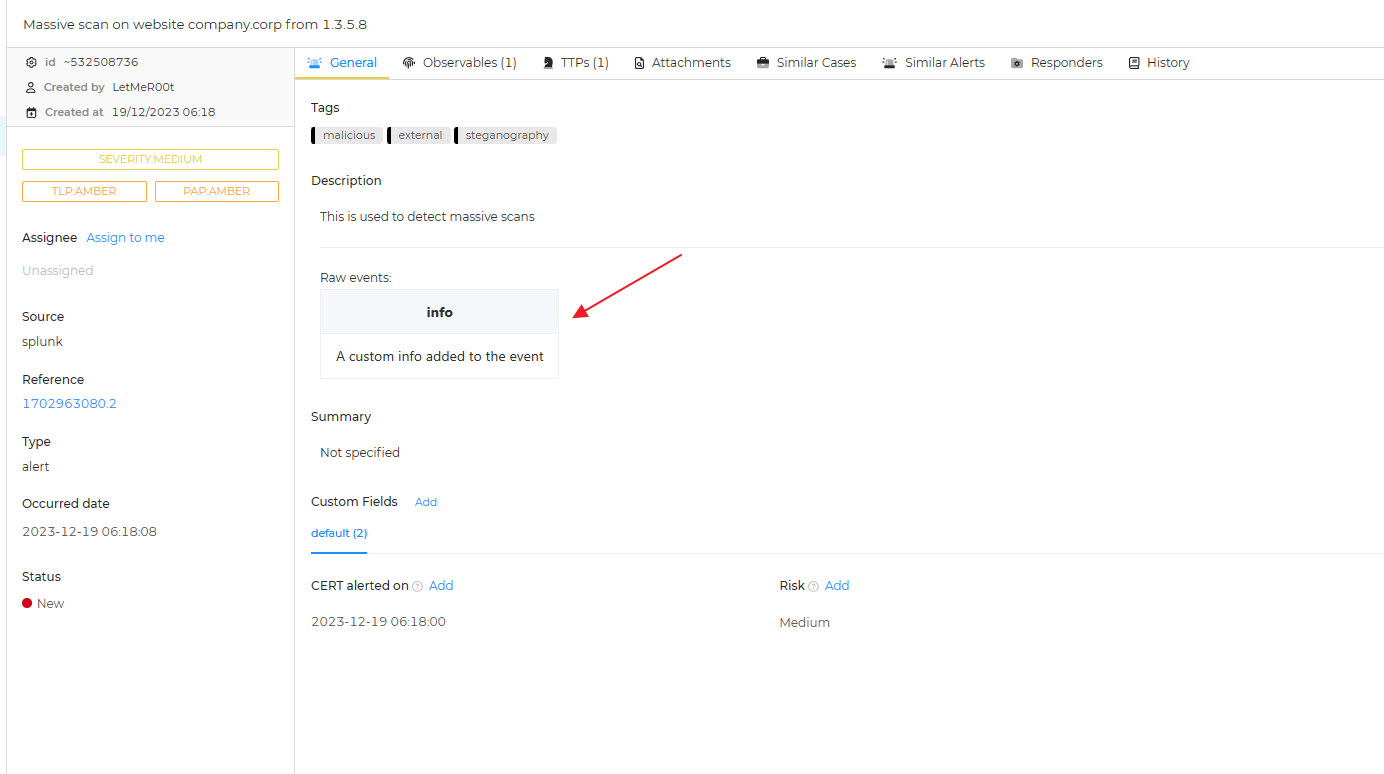 Massive scan on website company.corp from 1.3.5.8
id ~532508736
Created by LetMeR00t
Created at 19/12/2023 06:18
SEVERITY:MEDIUM
TLP:AMBER PAP:AMBER
Assignee Assign to me
Unassigned
Source
splunk
Reference
1702963080.2
Type
alert
Occurred date
2023-12-19 06:18:08
Status
New
General Observables (1) TTPs (1) Attachments Similar Cases Similar Alerts Responders History
Tags
malicious external steganography
Description
This is used to detect massive scans
Raw events:
info
A custom info added to the event
Summary
Not specified
Custom Fields Add
default (2)
CERT alerted on ? Add Risk ? Add
2023-12-19 06:18:00 Medium